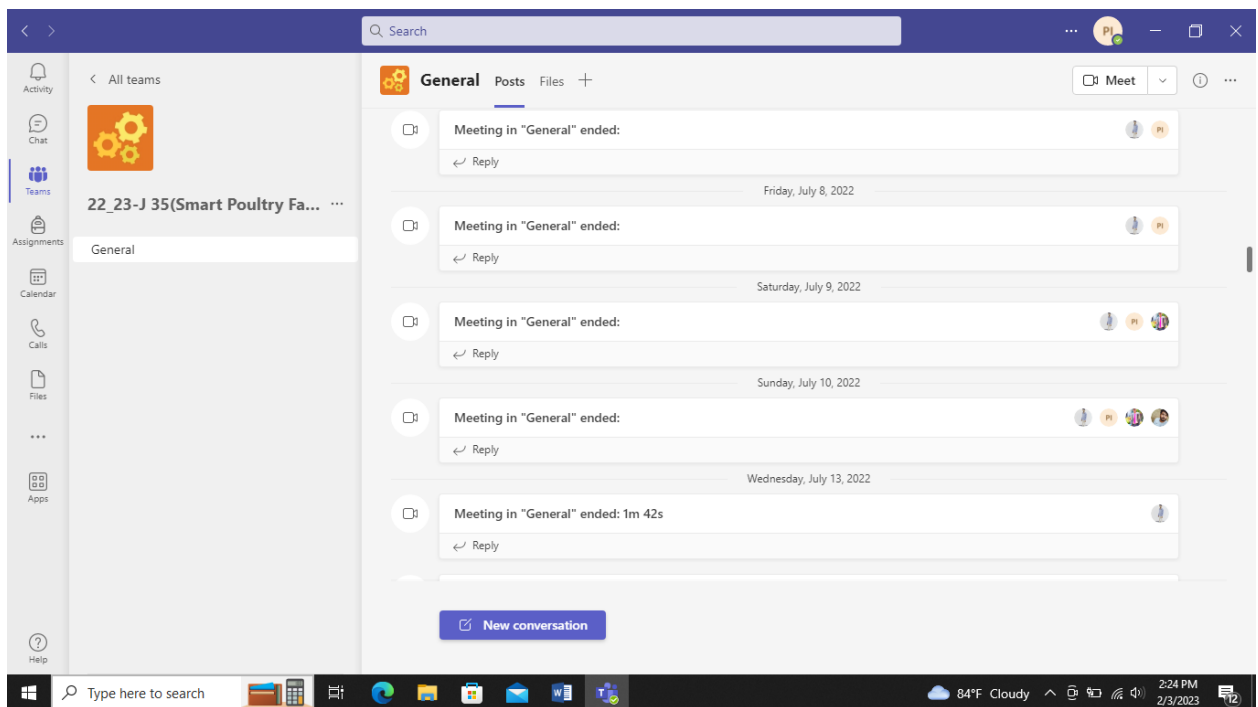 Search
PI
Activity
Chat
Teams
Assignments
Calendar
Calls
Files
Apps
Help
All teams
22_23-J 35(Smart Poultry Fa...
General
General Posts Files
Meet
Meeting in "General" ended:
PI
Reply
Friday, July 8, 2022
Meeting in "General" ended:
PI
Reply
Saturday, July 9, 2022
Meeting in "General" ended:
PI
Reply
Sunday, July 10, 2022
Meeting in "General" ended:
PI
Reply
Wednesday, July 13, 2022
Meeting in "General" ended: 1m 42s
Reply
New conversation
Type here to search
84°F Cloudy
2:24 PM
2/3/2023
12